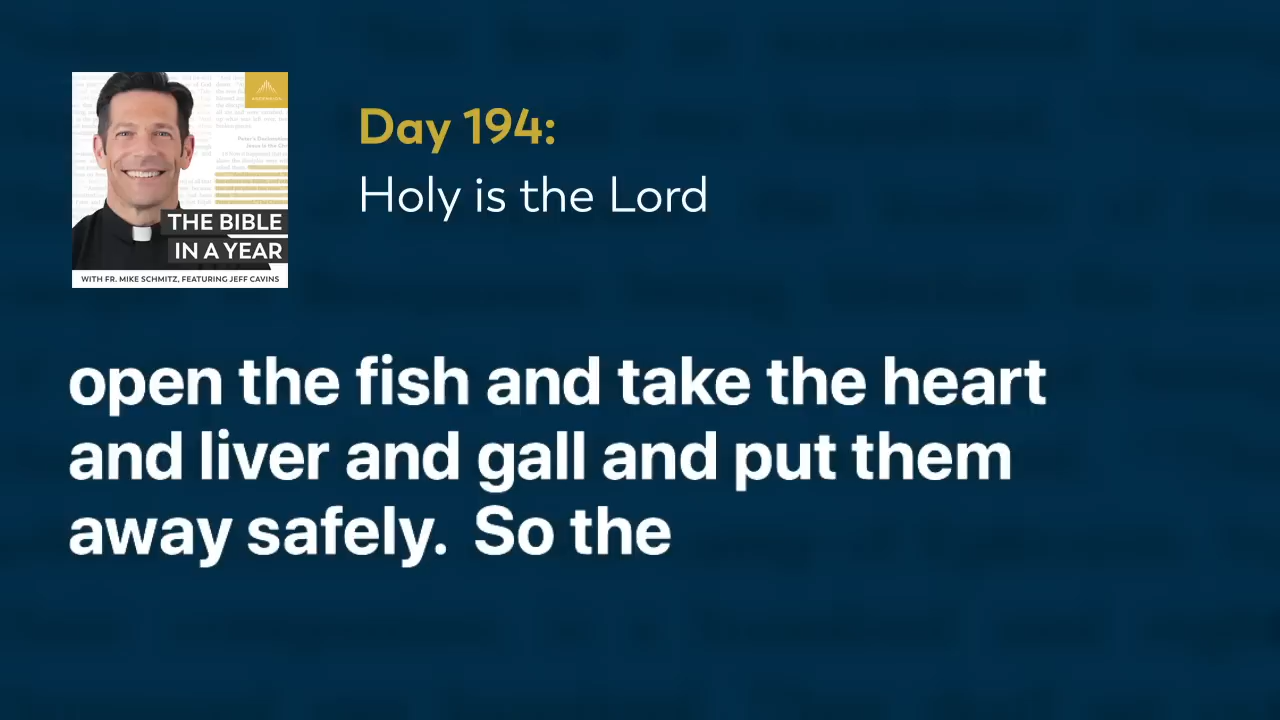 Day 194:
Holy is the Lord
THE BIBLE
IN A YEAR
WITH FR. MIKE SCHMITZ, FEATURING JEFF CAVINS
open the fish and take the heart
and liver and gall and put them
away safely. So the